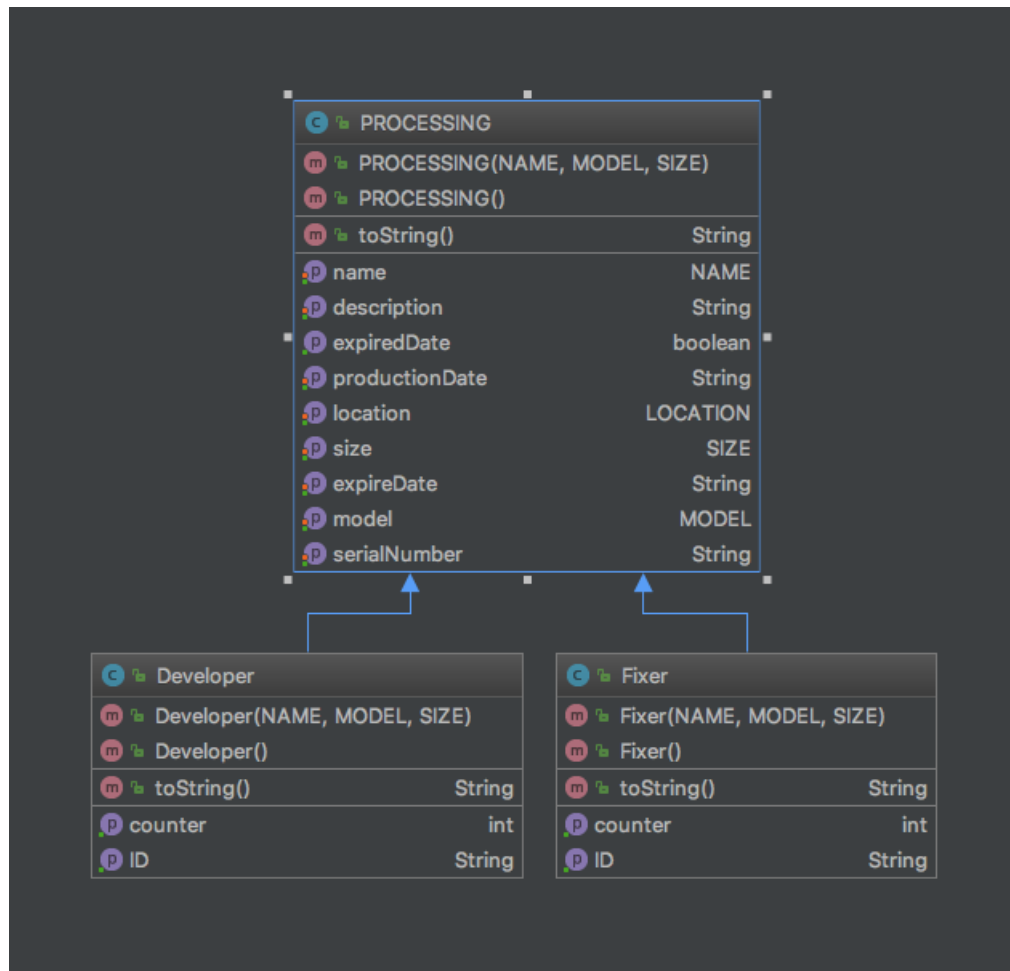 PROCESSING
PROCESSING(NAME, MODEL, SIZE)
PROCESSING()
toString() String
name NAME
description String
expiredDate boolean
productionDate String
location LOCATION
size SIZE
expireDate String
model MODEL
serialNumber String
Developer
Developer(NAME, MODEL, SIZE)
Developer()
toString() String
counter int
ID String
Fixer
Fixer(NAME, MODEL, SIZE)
Fixer()
toString() String
counter int
ID String